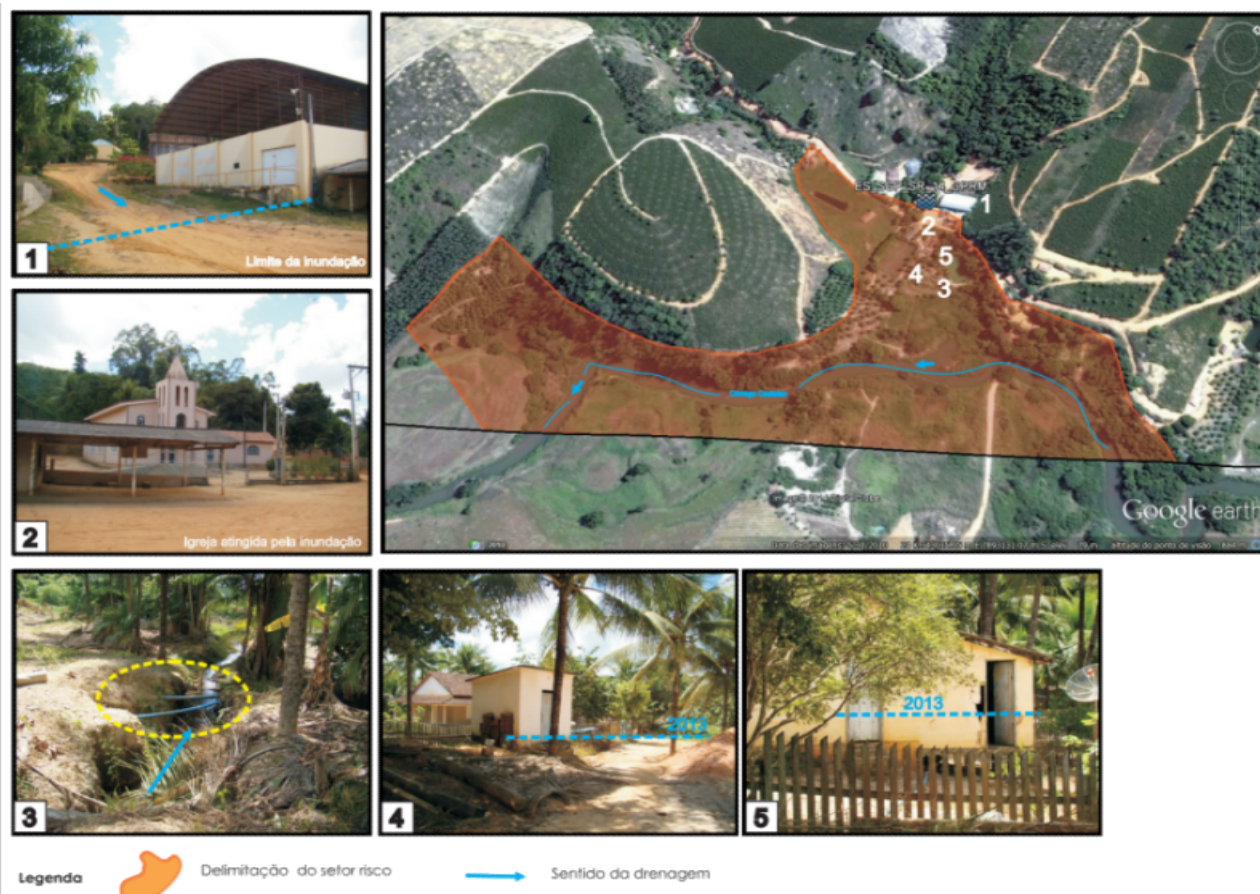 1
Limite da inundação
2
Igreja atingida pela inundação
1
2
5
4
3
Córrego
Google earth
3
4
2013
5
2013
Legenda
Delimitação do setor risco
Sentido da drenagem